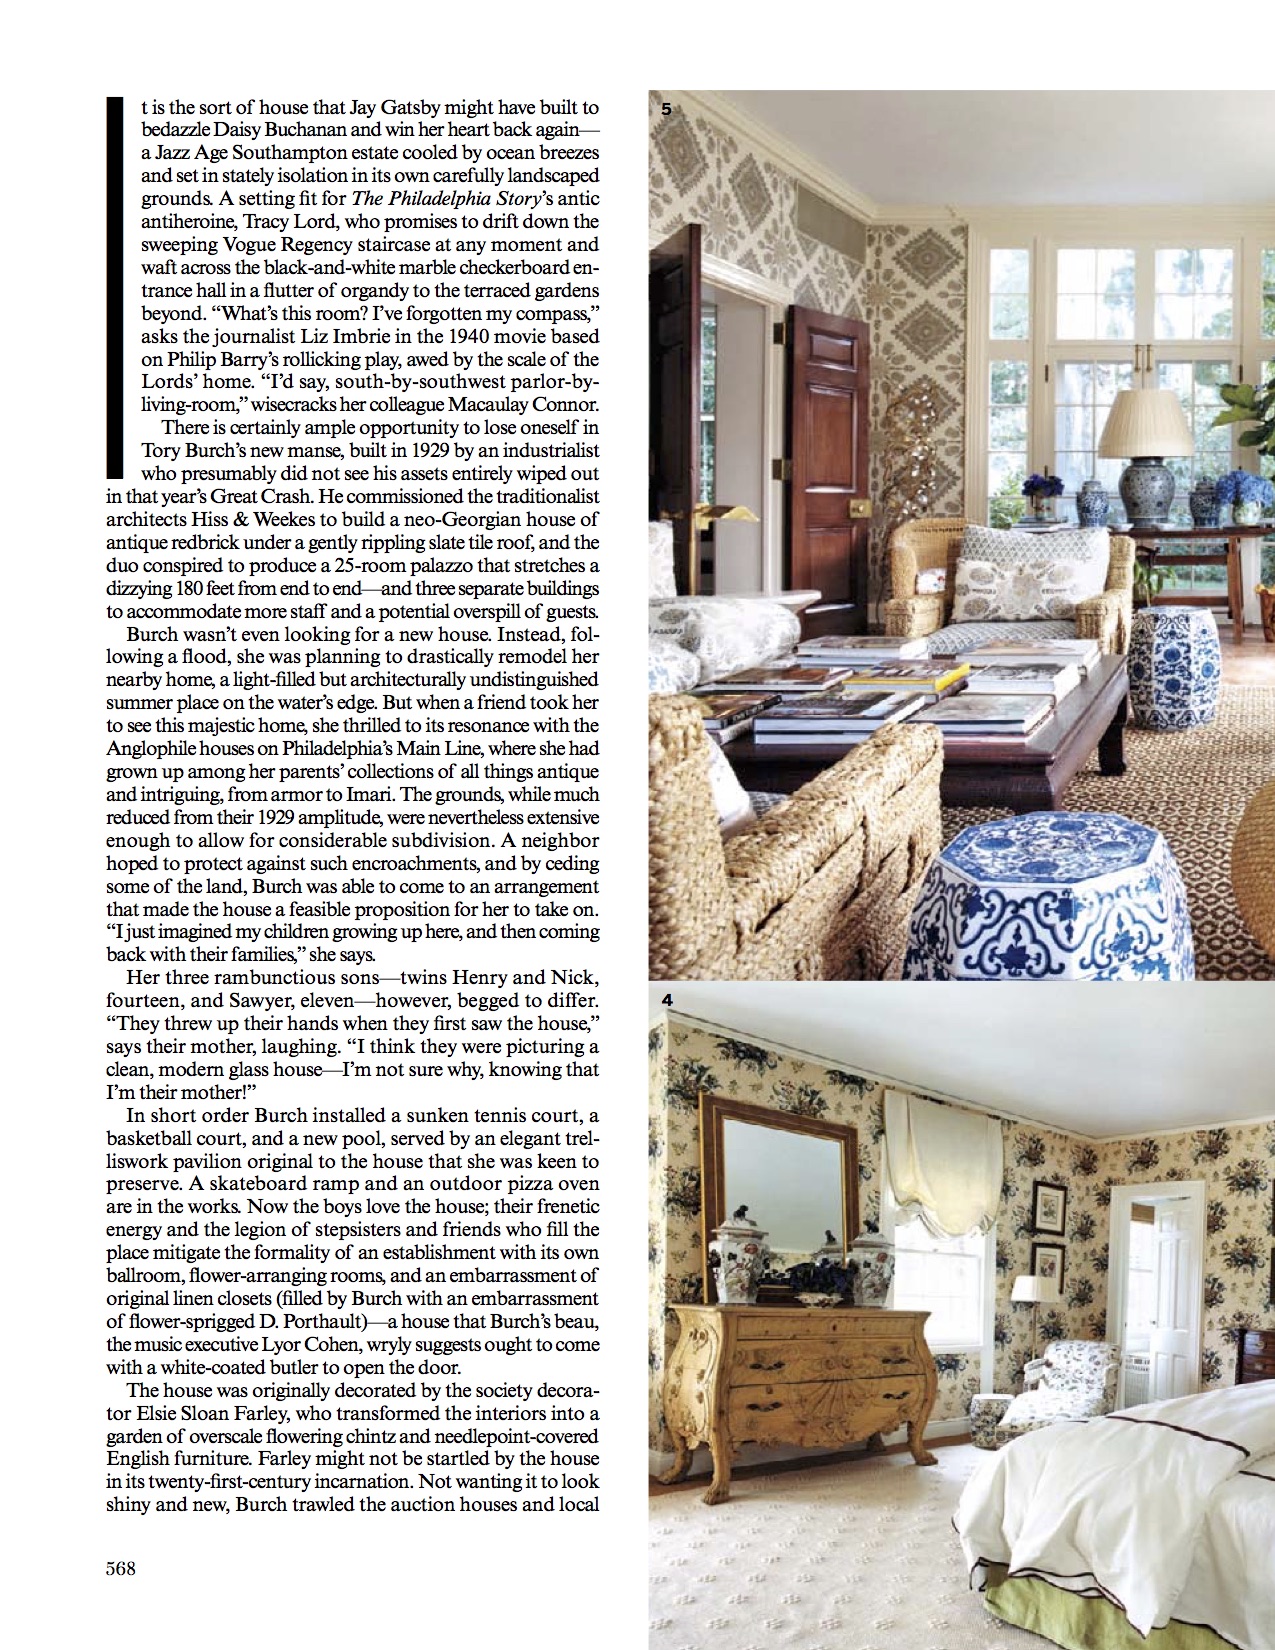 It is the sort of house that Jay Gatsby might have built to
bedazzle Daisy Buchanan and win her heart back again—
a Jazz Age Southampton estate cooled by ocean breezes
and set in stately isolation in its own carefully landscaped
grounds. A setting fit for The Philadelphia Story’s antic
antiheroine, Tracy Lord, who promises to drift down the
sweeping Vogue Regency staircase at any moment and
waft across the black-and-white marble checkerboard en-
trance hall in a flutter of organdy to the terraced gardens
beyond. “What’s this room? I’ve forgotten my compass,”
asks the journalist Liz Imbrie in the 1940 movie based
on Philip Barry’s rollicking play, awed by the scale of the
Lords’ home. “I’d say, south-by-southwest parlor-by-
living-room,” wisecracks her colleague Macaulay Connor.
There is certainly ample opportunity to lose oneself in
Tory Burch’s new manse, built in 1929 by an industrialist
who presumably did not see his assets entirely wiped out
in that year’s Great Crash. He commissioned the traditionalist
architects Hiss & Weekes to build a neo-Georgian house of
antique redbrick under a gently rippling slate tile roof, and the
duo conspired to produce a 25-room palazzo that stretches a
dizzying 180 feet from end to end—and three separate buildings
to accommodate more staff and a potential overspill of guests.
Burch wasn’t even looking for a new house. Instead, fol-
lowing a flood, she was planning to drastically remodel her
nearby home, a light-filled but architecturally undistinguished
summer place on the water’s edge. But when a friend took her
to see this majestic home, she thrilled to its resonance with the
Anglophile houses on Philadelphia’s Main Line, where she had
grown up among her parents’ collections of all things antique
and intriguing, from armor to Imari. The grounds, while much
reduced from their 1929 amplitude, were nevertheless extensive
enough to allow for considerable subdivision. A neighbor
hoped to protect against such encroachments, and by ceding
some of the land, Burch was able to come to an arrangement
that made the house a feasible proposition for her to take on.
“I just imagined my children growing up here, and then coming
back with their families,” she says.
Her three rambunctious sons—twins Henry and Nick,
fourteen, and Sawyer, eleven—however, begged to differ.
“They threw up their hands when they first saw the house,”
says their mother, laughing. “I think they were picturing a
clean, modern glass house—I’m not sure why, knowing that
I’m their mother!”
In short order Burch installed a sunken tennis court, a
basketball court, and a new pool, served by an elegant trel-
liswork pavilion original to the house that she was keen to
preserve. A skateboard ramp and an outdoor pizza oven
are in the works. Now the boys love the house; their frenetic
energy and the legion of stepsisters and friends who fill the
place mitigate the formality of an establishment with its own
ballroom, flower-arranging rooms, and an embarrassment of
original linen closets (filled by Burch with an embarrassment
of flower-sprigged D. Porthault)—a house that Burch’s beau,
the music executive Lyor Cohen, wryly suggests ought to come
with a white-coated butler to open the door.
The house was originally decorated by the society decora-
tor Elsie Sloan Farley, who transformed the interiors into a
garden of overscale flowering chintz and needlepoint-covered
English furniture. Farley might not be startled by the house
in its twenty-first-century incarnation. Not wanting it to look
shiny and new, Burch trawled the auction houses and local
568
5
4